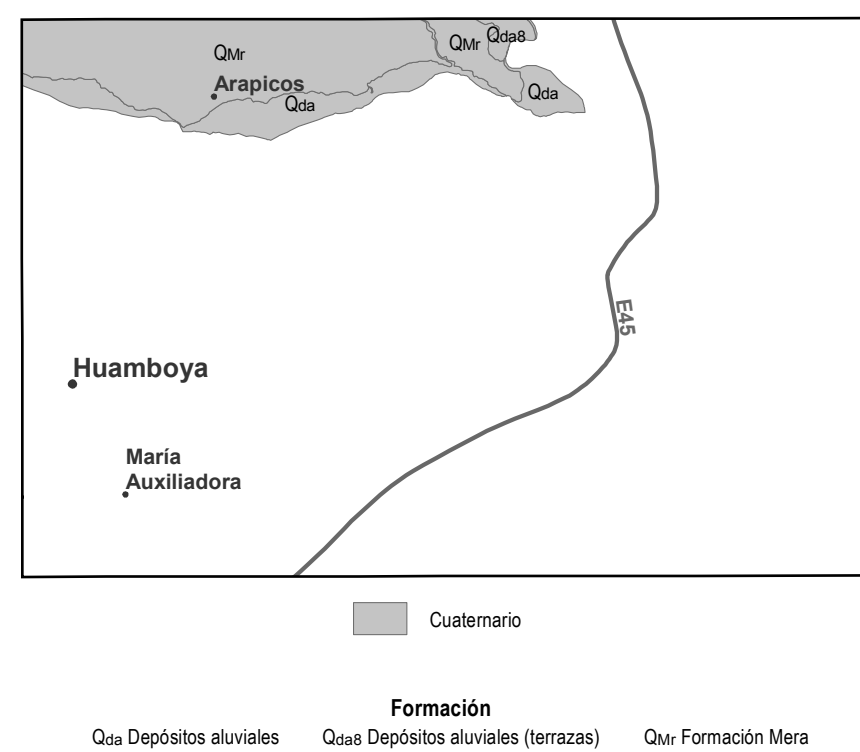 QMr
QMr
Qda8
Arapicos
Qda
Qda
E45
Huamboya
María
Auxiliadora
Cuaternario
Formación
Qda Depósitos aluviales Qda8 Depósitos aluviales (terrazas) QMr Formación Mera